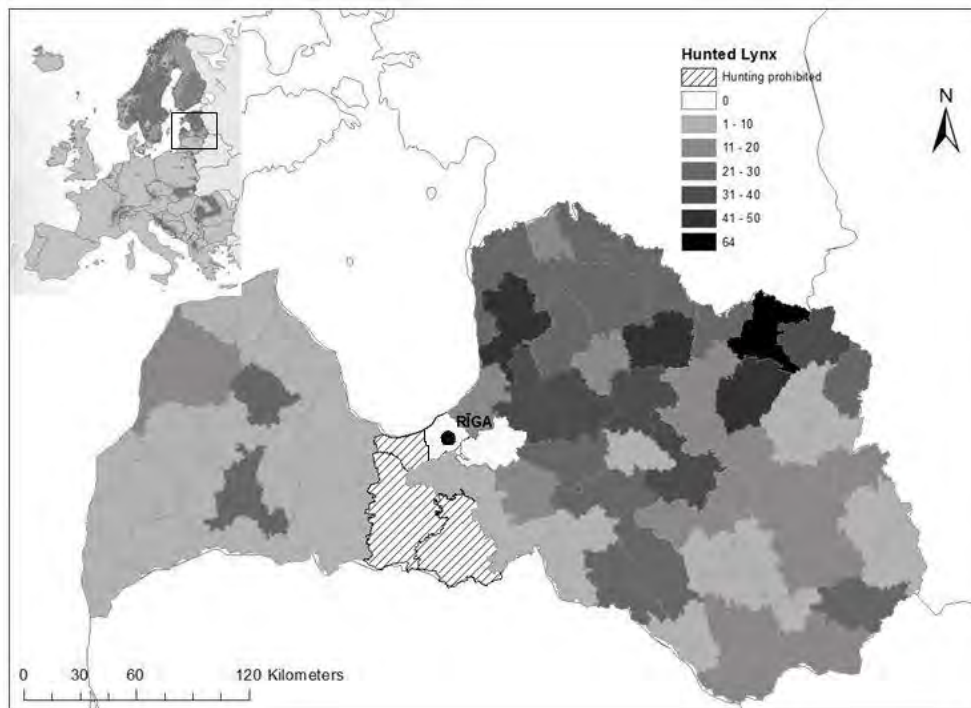 Hunted Lynx
Hunting prohibited
0
1 - 10
11 - 20
21 - 30
31 - 40
41 - 50
64
N
RĪGA
0 30 60 120 Kilometers